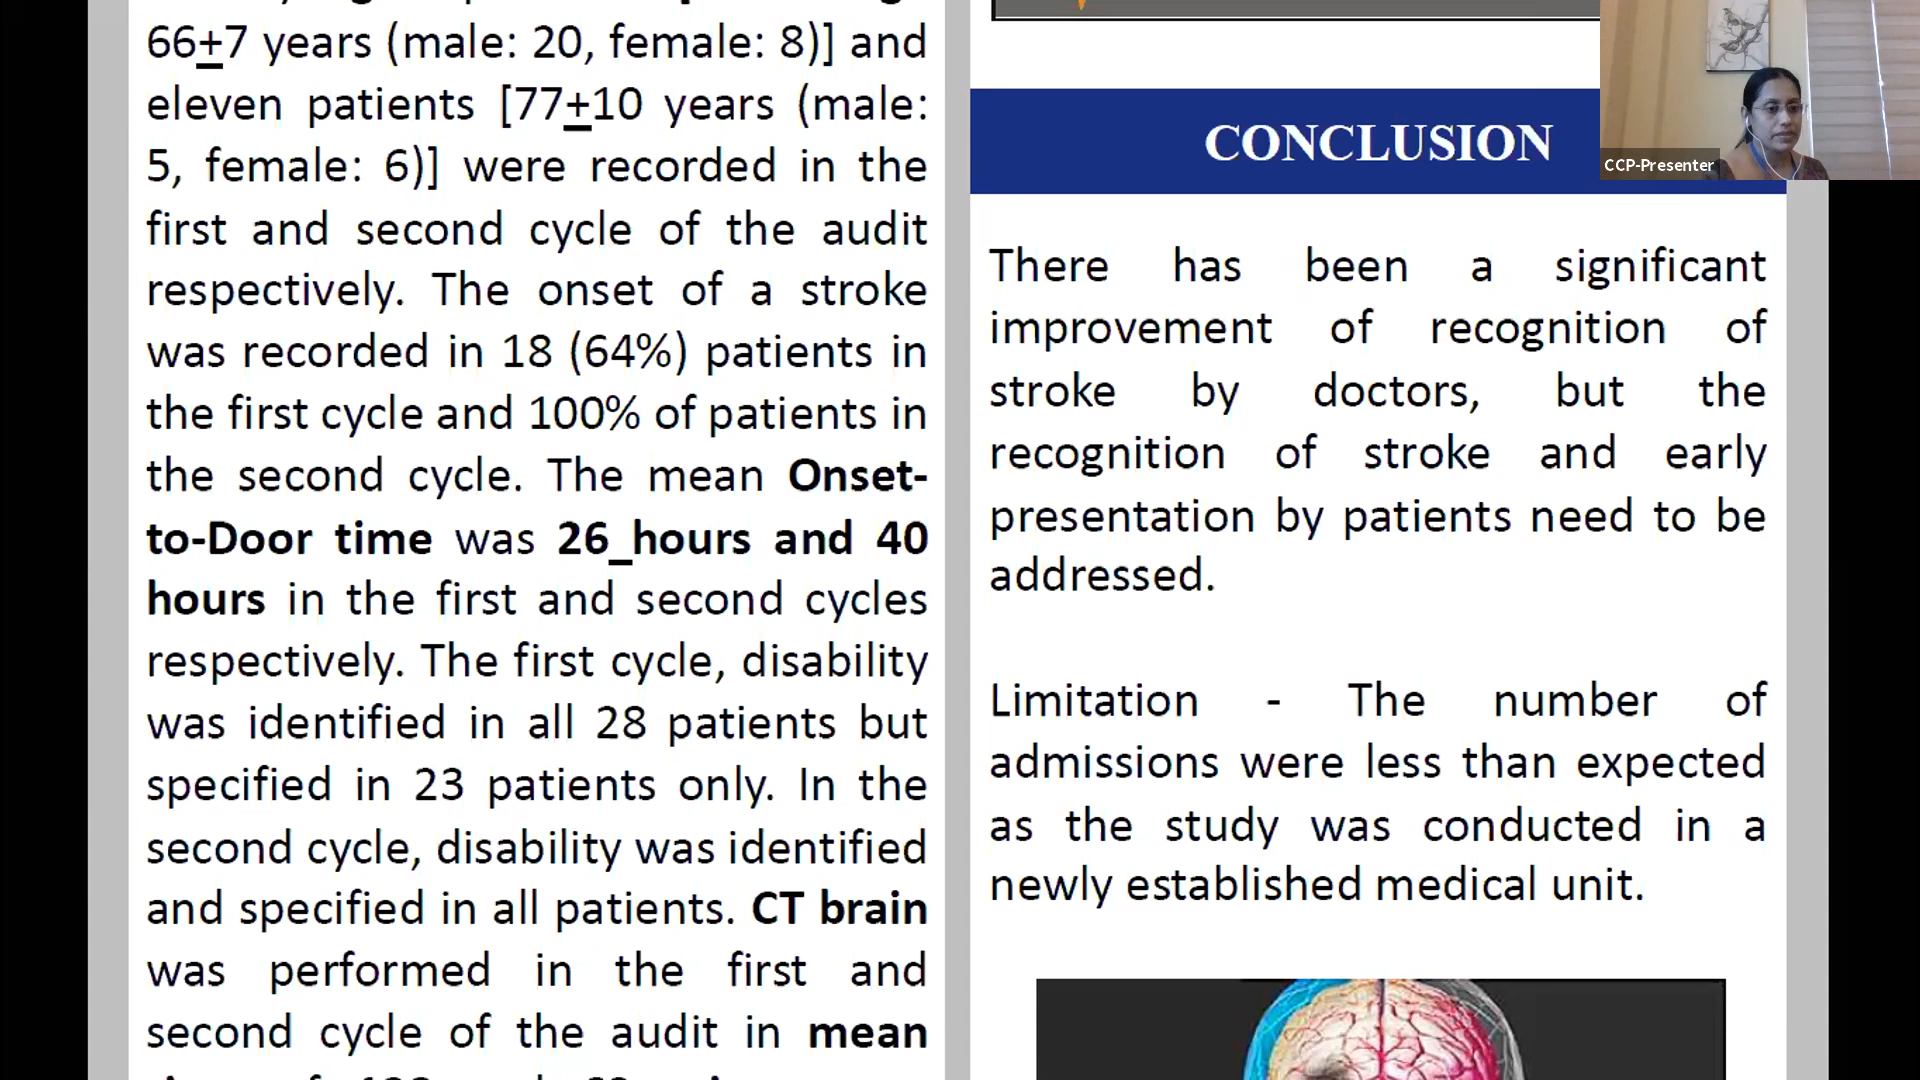 66+7 years (male: 20, female: 8)] and
eleven patients [77+10 years (male:
5, female: 6)] were recorded in the
first and second cycle of the audit
respectively. The onset of a stroke
was recorded in 18 (64%) patients in
the first cycle and 100% of patients in
the second cycle. The mean Onset-
to-Door time was 26_hours and 40
hours in the first and second cycles
respectively. The first cycle, disability
was identified in all 28 patients but
specified in 23 patients only. In the
second cycle, disability was identified
and specified in all patients. CT brain
was performed in the first and
second cycle of the audit in mean
CONCLUSION
There has been a significant
improvement of recognition of
stroke by doctors, but the
recognition of stroke and early
presentation by patients need to be
addressed.
Limitation - The number of
admissions were less than expected
as the study was conducted in a
newly established medical unit.
CCP-Presenter